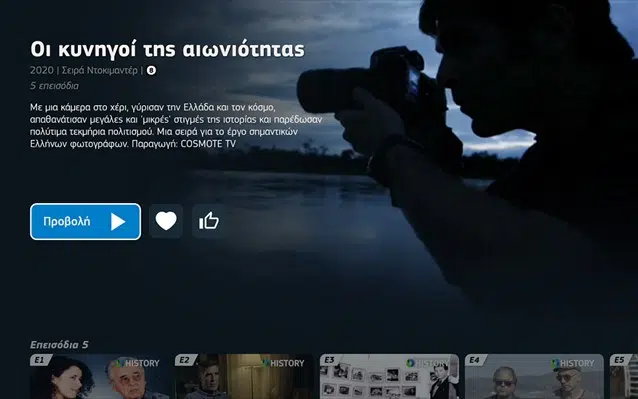 Οι κυνηγοί της αιωνιότητας
2020 | Σειρά Ντοκιμαντέρ | 8
5 επεισόδια
Με μια κάμερα στο χέρι, γύρισαν την Ελλάδα και τον κόσμο,
απαθανάτισαν μεγάλες και 'μικρές' στιγμές της ιστορίας και παρέδωσαν
πολύτιμα τεκμήρια πολιτισμού. Μια σειρά για το έργο σημαντικών
Ελλήνων φωτογράφων. Παραγωγή: COSMOTE TV
Προβολή
Επεισόδια 5
E1 HISTORY
E2 HISTORY
E3 HISTORY
E4 HISTORY
E5